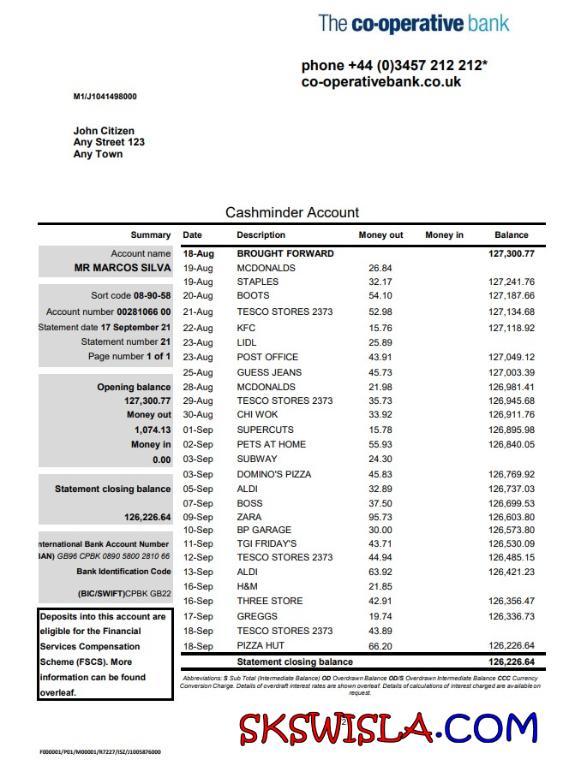 The co-operative bank
phone +44 (0)3457 212 212*
co-operativebank.co.uk
M1/J1041498000
John Citizen
Any Street 123
Any Town
Cashminder Account
Summary
Account name
MR MARCOS SILVA
Sort code 08-90-58
Account number 00281066 00
Statement date 17 September 21
Statement number 21
Page number 1 of 1
Opening balance
127,300.77
Money out
1,074.13
Money in
0.00
Statement closing balance
126,226.64
nternational Bank Account Number
IAN) GB96 CPBK 0890 5800 2810 66
Bank Identification Code
(BIC/SWIFT)CPBK GB22
Deposits into this account are
eligible for the Financial
Services Compensation
Scheme (FSCS). More
information can be found
overleaf.
Date Description Money out Money in Balance
18-Aug BROUGHT FORWARD 127,300.77
19-Aug MCDONALDS 26.84
19-Aug STAPLES 32.17 127,241.76
20-Aug BOOTS 54.10 127,187.66
21-Aug TESCO STORES 2373 52.98 127,134.68
22-Aug KFC 15.76 127,118.92
23-Aug LIDL 25.89
23-Aug POST OFFICE 43.91 127,049.12
25-Aug GUESS JEANS 45.73 127,003.39
28-Aug MCDONALDS 21.98 126,981.41
29-Aug TESCO STORES 2373 35.73 126,945.68
30-Aug CHI WOK 33.92 126,911.76
01-Sep SUPERCUTS 15.78 126,895.98
02-Sep PETS AT HOME 55.93 126,840.05
03-Sep SUBWAY 24.30
03-Sep DOMINO'S PIZZA 45.83 126,769.92
05-Sep ALDI 32.89 126,737.03
07-Sep BOSS 37.50 126,699.53
09-Sep ZARA 95.73 126,603.80
10-Sep BP GARAGE 30.00 126,573.80
11-Sep TGI FRIDAY'S 43.71 126,530.09
12-Sep TESCO STORES 2373 44.94 126,485.15
13-Sep ALDI 63.92 126,421.23
16-Sep H&M 21.85
16-Sep THREE STORE 42.91 126,356.47
17-Sep GREGGS 19.74 126,336.73
18-Sep TESCO STORES 2373 43.89
18-Sep PIZZA HUT 66.20 126,226.64
Statement closing balance 126,226.64
Abbreviations: S Sub Total (Intermediate Balance) OD Overdrawn Balance OD/S Overdrawn Intermediate Balance CCC Currency
Conversion Charge. Details of overdraft interest rates are shown overleaf. Details of calculations of interest charged are available on
request.
2
SKSWISLA.COM
F000001/P01/M00001/R7227/ISZ/J1005876000